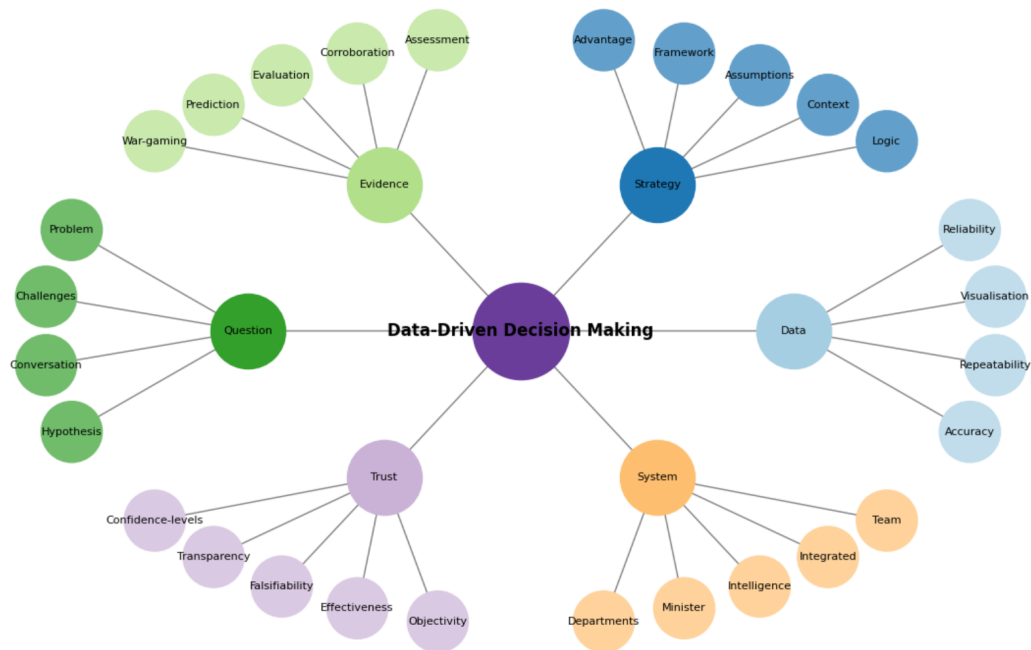 Assessment
Advantage
Corroboration
Framework
Evaluation
Assumptions
Prediction
Context
War-gaming
Logic
Evidence
Strategy
Problem
Reliability
Challenges
Visualisation
Question
Data-Driven Decision Making
Data
Conversation
Repeatability
Hypothesis
Accuracy
Trust
System
Confidence-levels
Team
Transparency
Integrated
Falsifiability
Intelligence
Effectiveness
Minister
Objectivity
Departments